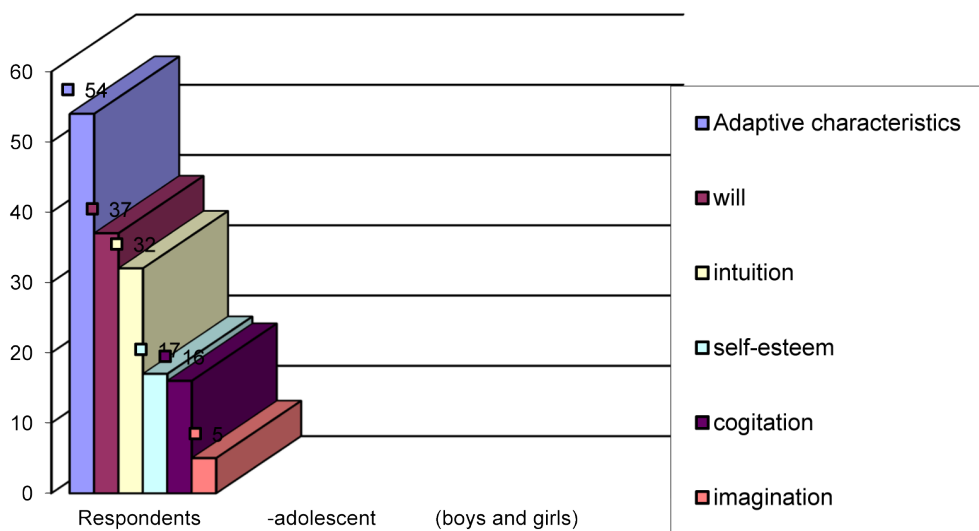 60
50
40
30
20
10
0
54
37
32
17
16
5
Respondents -adolescent (boys and girls)
Adaptive characteristics
will
intuition
self-esteem
cogitation
imagination